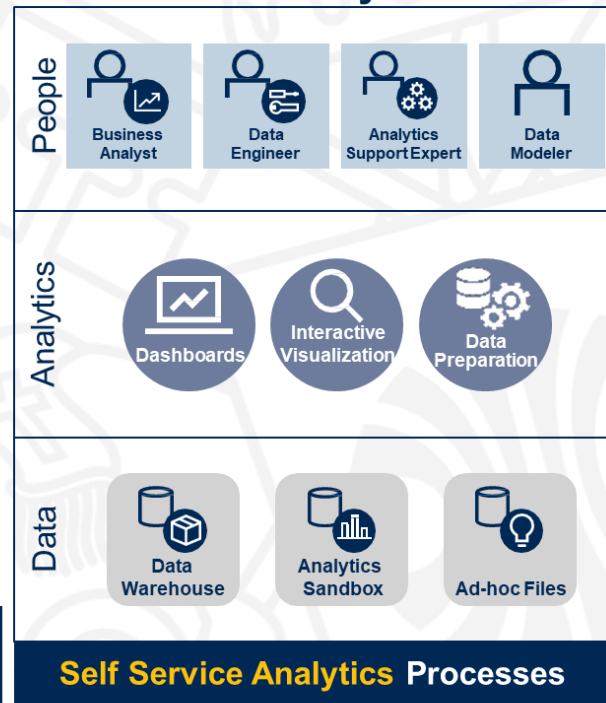 People
Business
Analyst
Data
Engineer
Analytics
Support Expert
Data
Modeler
Analytics
Dashboards
Interactive
Visualization
Data
Preparation
Data
Data
Warehouse
Analytics
Sandbox
Ad-hoc Files
Self Service Analytics Processes